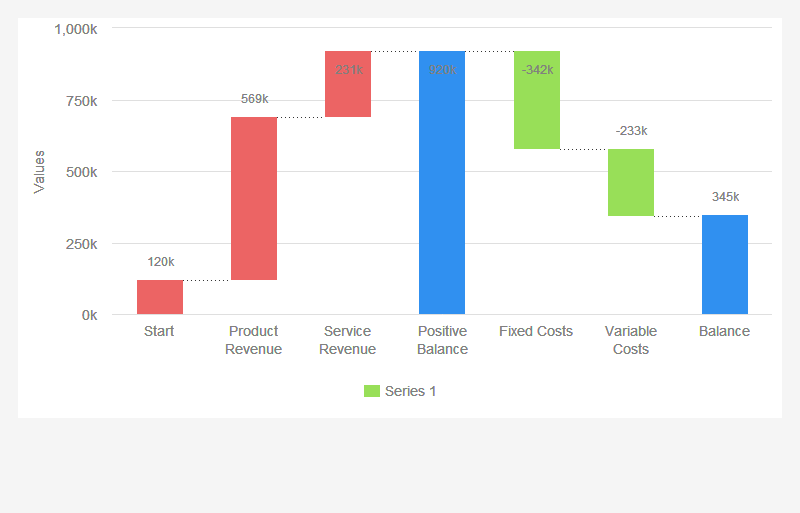 1,000k
750k
500k
250k
0k
Values
120k
569k
231k
920k
-342k
-233k
345k
Start
Product
Revenue
Service
Revenue
Positive
Balance
Fixed Costs
Variable
Costs
Balance
Series 1